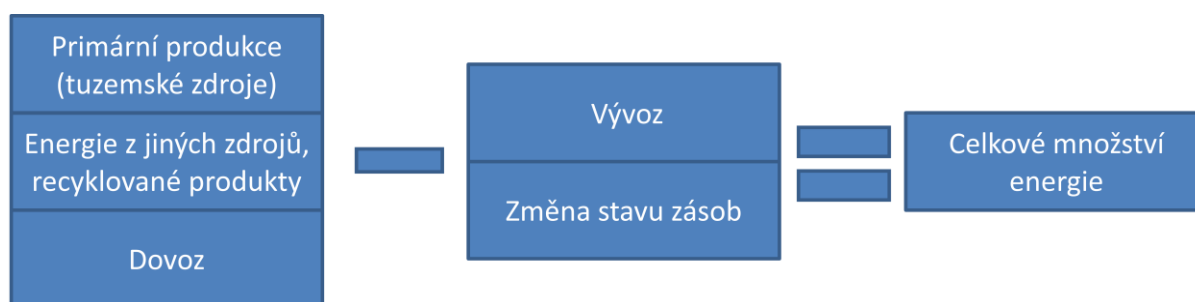 Primární produkce
(tuzemské zdroje)
Energie z jiných zdrojů,
recyklované produkty
Dovoz
Vývoz
Změna stavu zásob
Celkové množství
energie